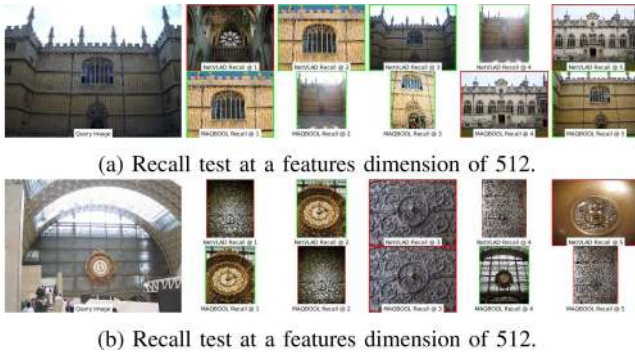 NetVLAD Recall @ 1
NetVLAD Recall @ 2
NetVLAD Recall @ 3
NetVLAD Recall @ 4
NetVLAD Recall @ 5
Query Image
MAQBOOL Recall @ 1
MAQBOOL Recall @ 2
MAQBOOL Recall @ 3
MAQBOOL Recall @ 4
MAQBOOL Recall @ 5
(a) Recall test at a features dimension of 512.
NetVLAD Recall @ 1
NetVLAD Recall @ 2
NetVLAD Recall @ 3
NetVLAD Recall @ 4
NetVLAD Recall @ 5
Query Image
MAQBOOL Recall @ 1
MAQBOOL Recall @ 2
MAQBOOL Recall @ 3
MAQBOOL Recall @ 4
MAQBOOL Recall @ 5
(b) Recall test at a features dimension of 512.